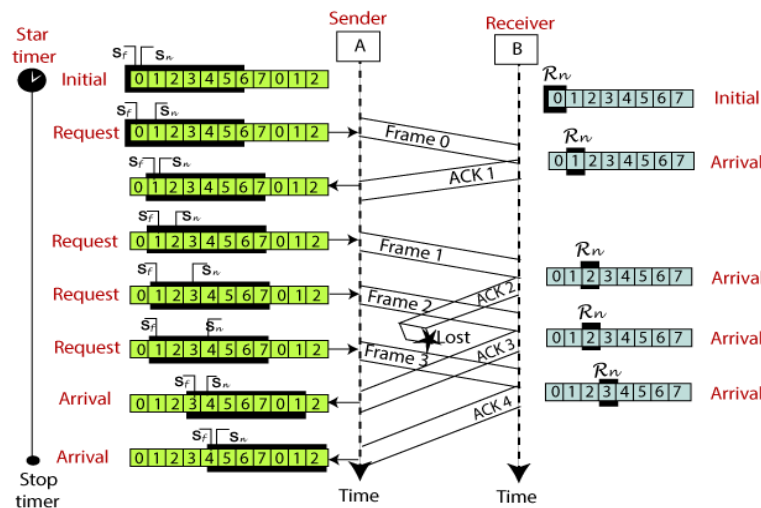 Sender
Receiver
Star
timer
A
B
Sf Sn
Initial
0 1 2 3 4 5 6 7 0 1 2
Rn
0 1 2 3 4 5 6 7
Initial
Sf Sn
Request
0 1 2 3 4 5 6 7 0 1 2
Frame 0
Rn
0 1 2 3 4 5 6 7
Arrival
Sf Sn
0 1 2 3 4 5 6 7 0 1 2
ACK 1
Sf Sn
Request
0 1 2 3 4 5 6 7 0 1 2
Frame 1
Rn
0 1 2 3 4 5 6 7
Arrival
Sf Sn
Request
0 1 2 3 4 5 6 7 0 1 2
Frame 2
ACK 2
Lost
Rn
0 1 2 3 4 5 6 7
Arrival
Sf Sn
Request
0 1 2 3 4 5 6 7 0 1 2
Frame 3
ACK 3
Rn
0 1 2 3 4 5 6 7
Arrival
Sf Sn
Arrival
0 1 2 3 4 5 6 7 0 1 2
ACK 4
Sf Sn
Arrival
0 1 2 3 4 5 6 7 0 1 2
Stop
timer
Time
Time